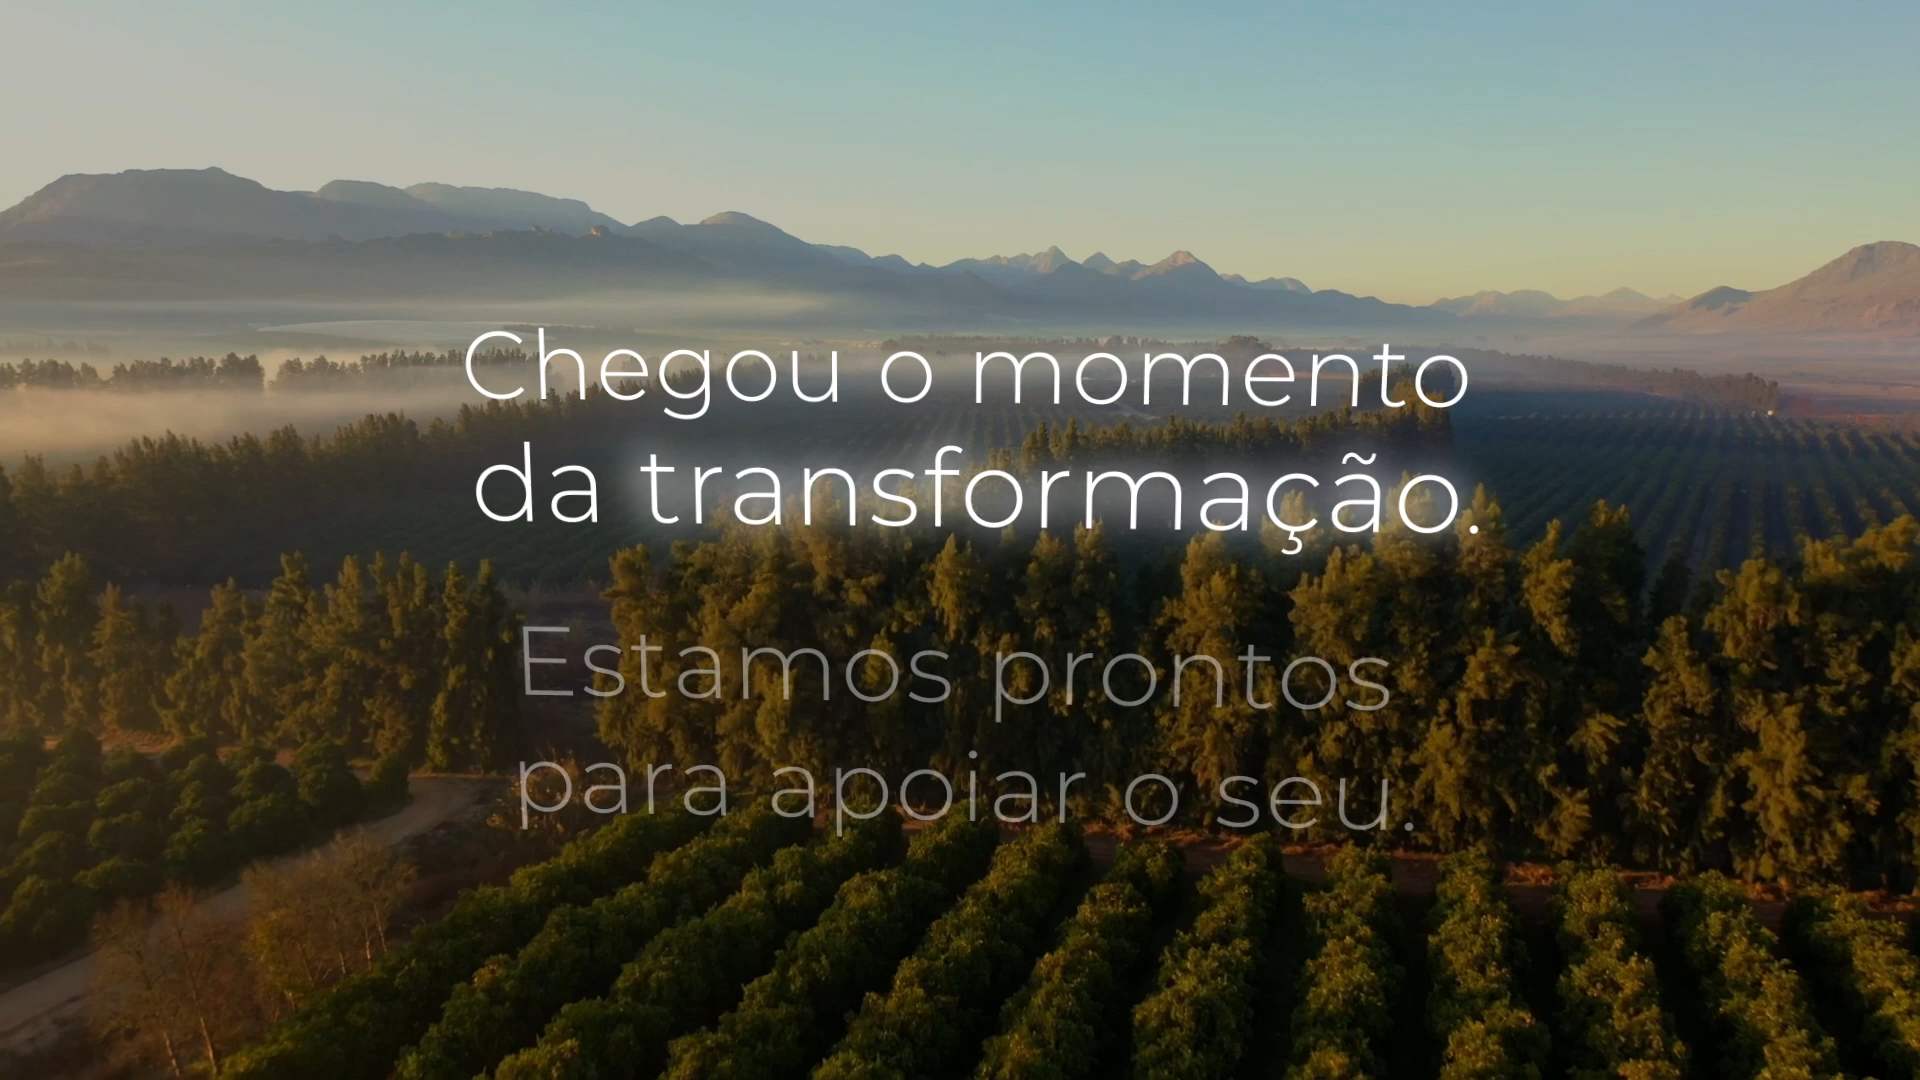 Chegou o momento
da transformação.
Estamos prontos
para apoiar o seu.